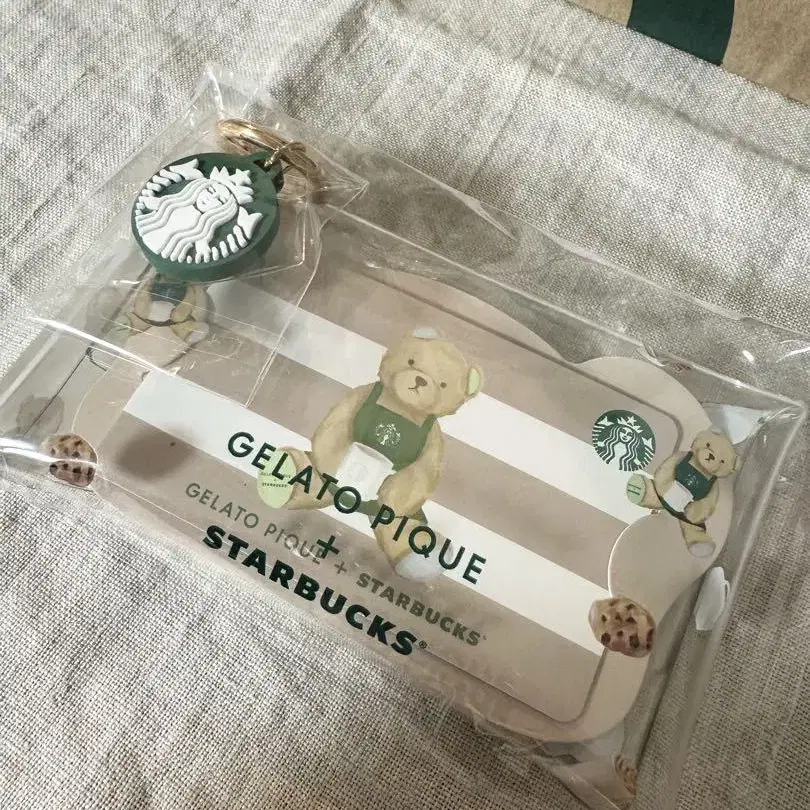 GELATO PIQUE
+
STARBUCKS®
GELATO PIQUE + STARBUCKS®